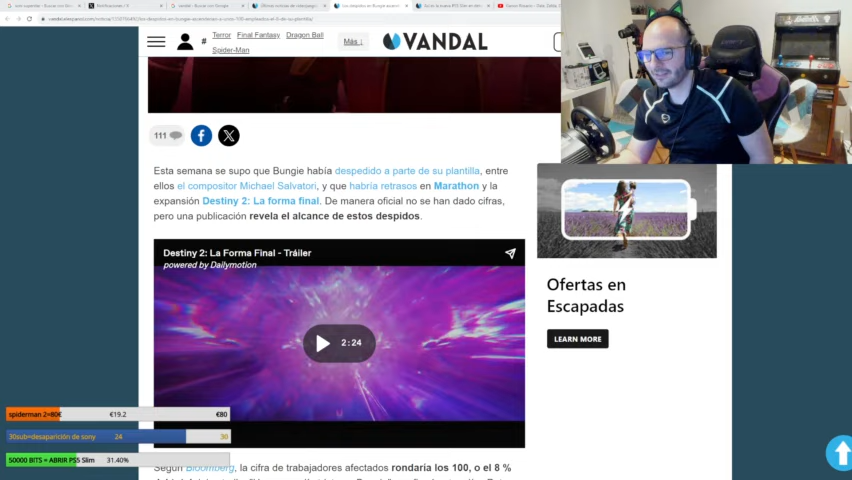 # Terror Final Fantasy Dragon Ball
Spider-Man
Más ↓
VANDAL
111
Esta semana se supo que Bungie había despedido a parte de su plantilla, entre
ellos el compositor Michael Salvatori, y que habría retrasos en Marathon y la
expansión Destiny 2: La forma final. De manera oficial no se han dado cifras,
pero una publicación revela el alcance de estos despidos.
Destiny 2: La Forma Final - Tráiler
powered by Dailymotion
2:24
Ofertas en
Escapadas
LEARN MORE
spiderman 2=80€ €19.2 €80
30sub=desaparición de sony 24 30
50000 BITS = ABRIR PS5 Slim 31.40%
Según Bloomberg, la cifra de trabajadores afectados rondaría los 100, o el 8 %